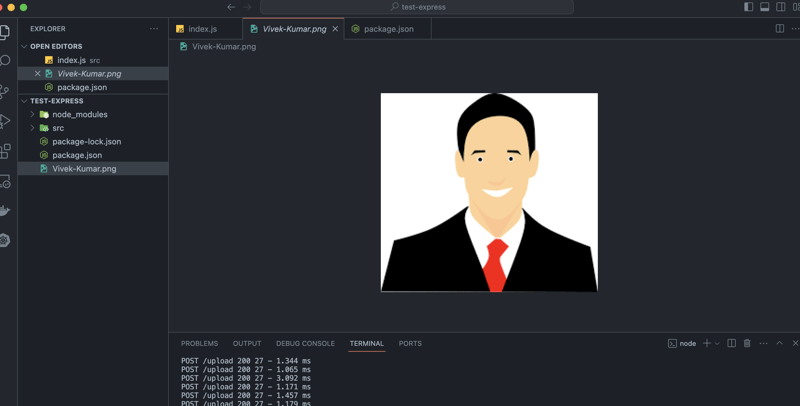 test-express
EXPLORER
index.js
Vivek-Kumar.png
package.json
OPEN EDITORS
index.js src
Vivek-Kumar.png
package.json
TEST-EXPRESS
node_modules
src
package-lock.json
package.json
Vivek-Kumar.png
Vivek-Kumar.png
PROBLEMS OUTPUT DEBUG CONSOLE TERMINAL PORTS
node
POST /upload 200 27 - 1.344 ms
POST /upload 200 27 - 1.065 ms
POST /upload 200 27 - 3.092 ms
POST /upload 200 27 - 1.171 ms
POST /upload 200 27 - 1.457 ms
POST /upload 200 27 - 1.179 ms